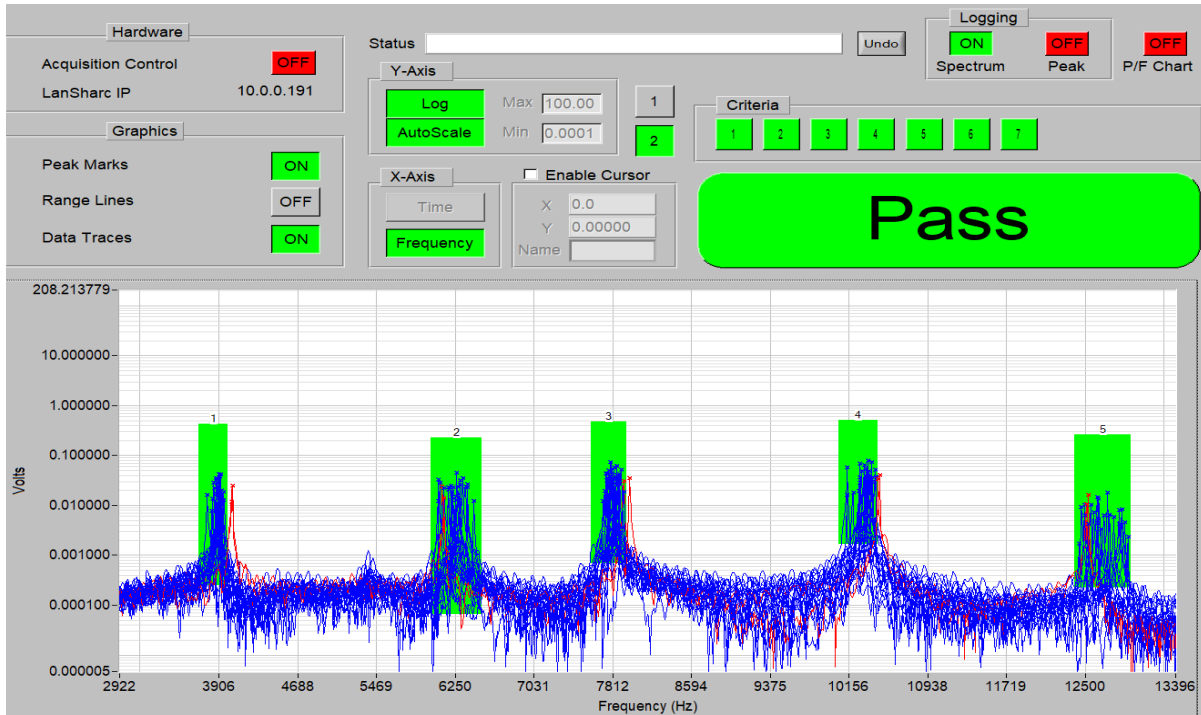 Hardware
Acquisition Control OFF
LanSharc IP 10.0.0.191
Graphics
Peak Marks ON
Range Lines OFF
Data Traces ON
Status Undo
Y-Axis
Log Max 100.00
AutoScale Min 0.0001
1
2
X-Axis
Time
Frequency
Enable Cursor
X 0.0
Y 0.00000
Name
Logging
ON OFF OFF
Spectrum Peak P/F Chart
Criteria
1 2 3 4 5 6 7
Pass
208.213779
10.000000
1.000000
0.100000
0.010000
0.001000
0.000100
0.000005
Volts
1 2 3 4 5
2922 3906 4688 5469 6250 7031 7812 8594 9375 10156 10938 11719 12500 13396
Frequency (Hz)